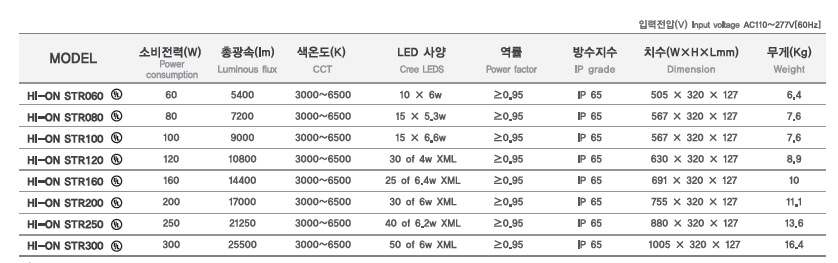 입력전압(V) Input voltage AC110~277V[60Hz]
MODEL 소비전력(W) Power consumption 총광속(lm) Luminous flux 색온도(K) CCT LED 사양 Cree LEDS 역률 Power factor 방수지수 IP grade 치수(W×H×Lmm) Dimension 무게(Kg) Weight
HI-ON STR060 UL 60 5400 3000~6500 10 × 6w ≥0.95 IP 65 505 × 320 × 127 6.4
HI-ON STR080 UL 80 7200 3000~6500 15 × 5.3w ≥0.95 IP 65 567 × 320 × 127 7.6
HI-ON STR100 UL 100 9000 3000~6500 15 × 6.6w ≥0.95 IP 65 567 × 320 × 127 7.6
HI-ON STR120 UL 120 10800 3000~6500 30 of 4w XML ≥0.95 IP 65 630 × 320 × 127 8.9
HI-ON STR160 UL 160 14400 3000~6500 25 of 6.4w XML ≥0.95 IP 65 691 × 320 × 127 10
HI-ON STR200 UL 200 17000 3000~6500 30 of 6w XML ≥0.95 IP 65 755 × 320 × 127 11.1
HI-ON STR250 UL 250 21250 3000~6500 40 of 6.2w XML ≥0.95 IP 65 880 × 320 × 127 13.6
HI-ON STR300 UL 300 25500 3000~6500 50 of 6w XML ≥0.95 IP 65 1005 × 320 × 127 16.4